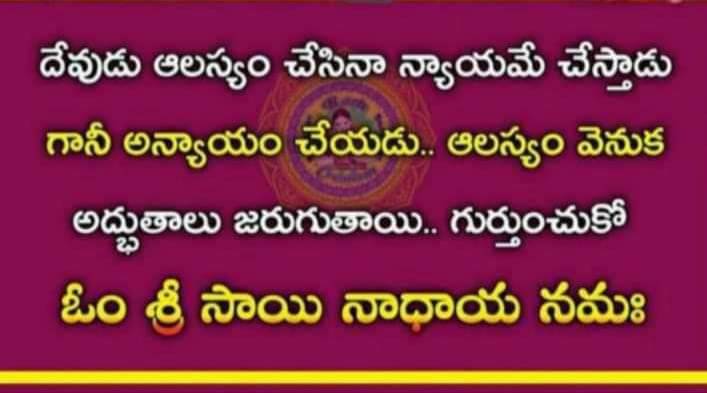 దేవుడు ఆలస్యం చేసినా న్యాయమే చేస్తాడు
గానీ అన్యాయం చేయడు.. ఆలస్యం వెనుక
అద్భుతాలు జరుగుతాయి.. గుర్తుంచుకో
ఓం శ్రీ సాయి నాధాయ నమః